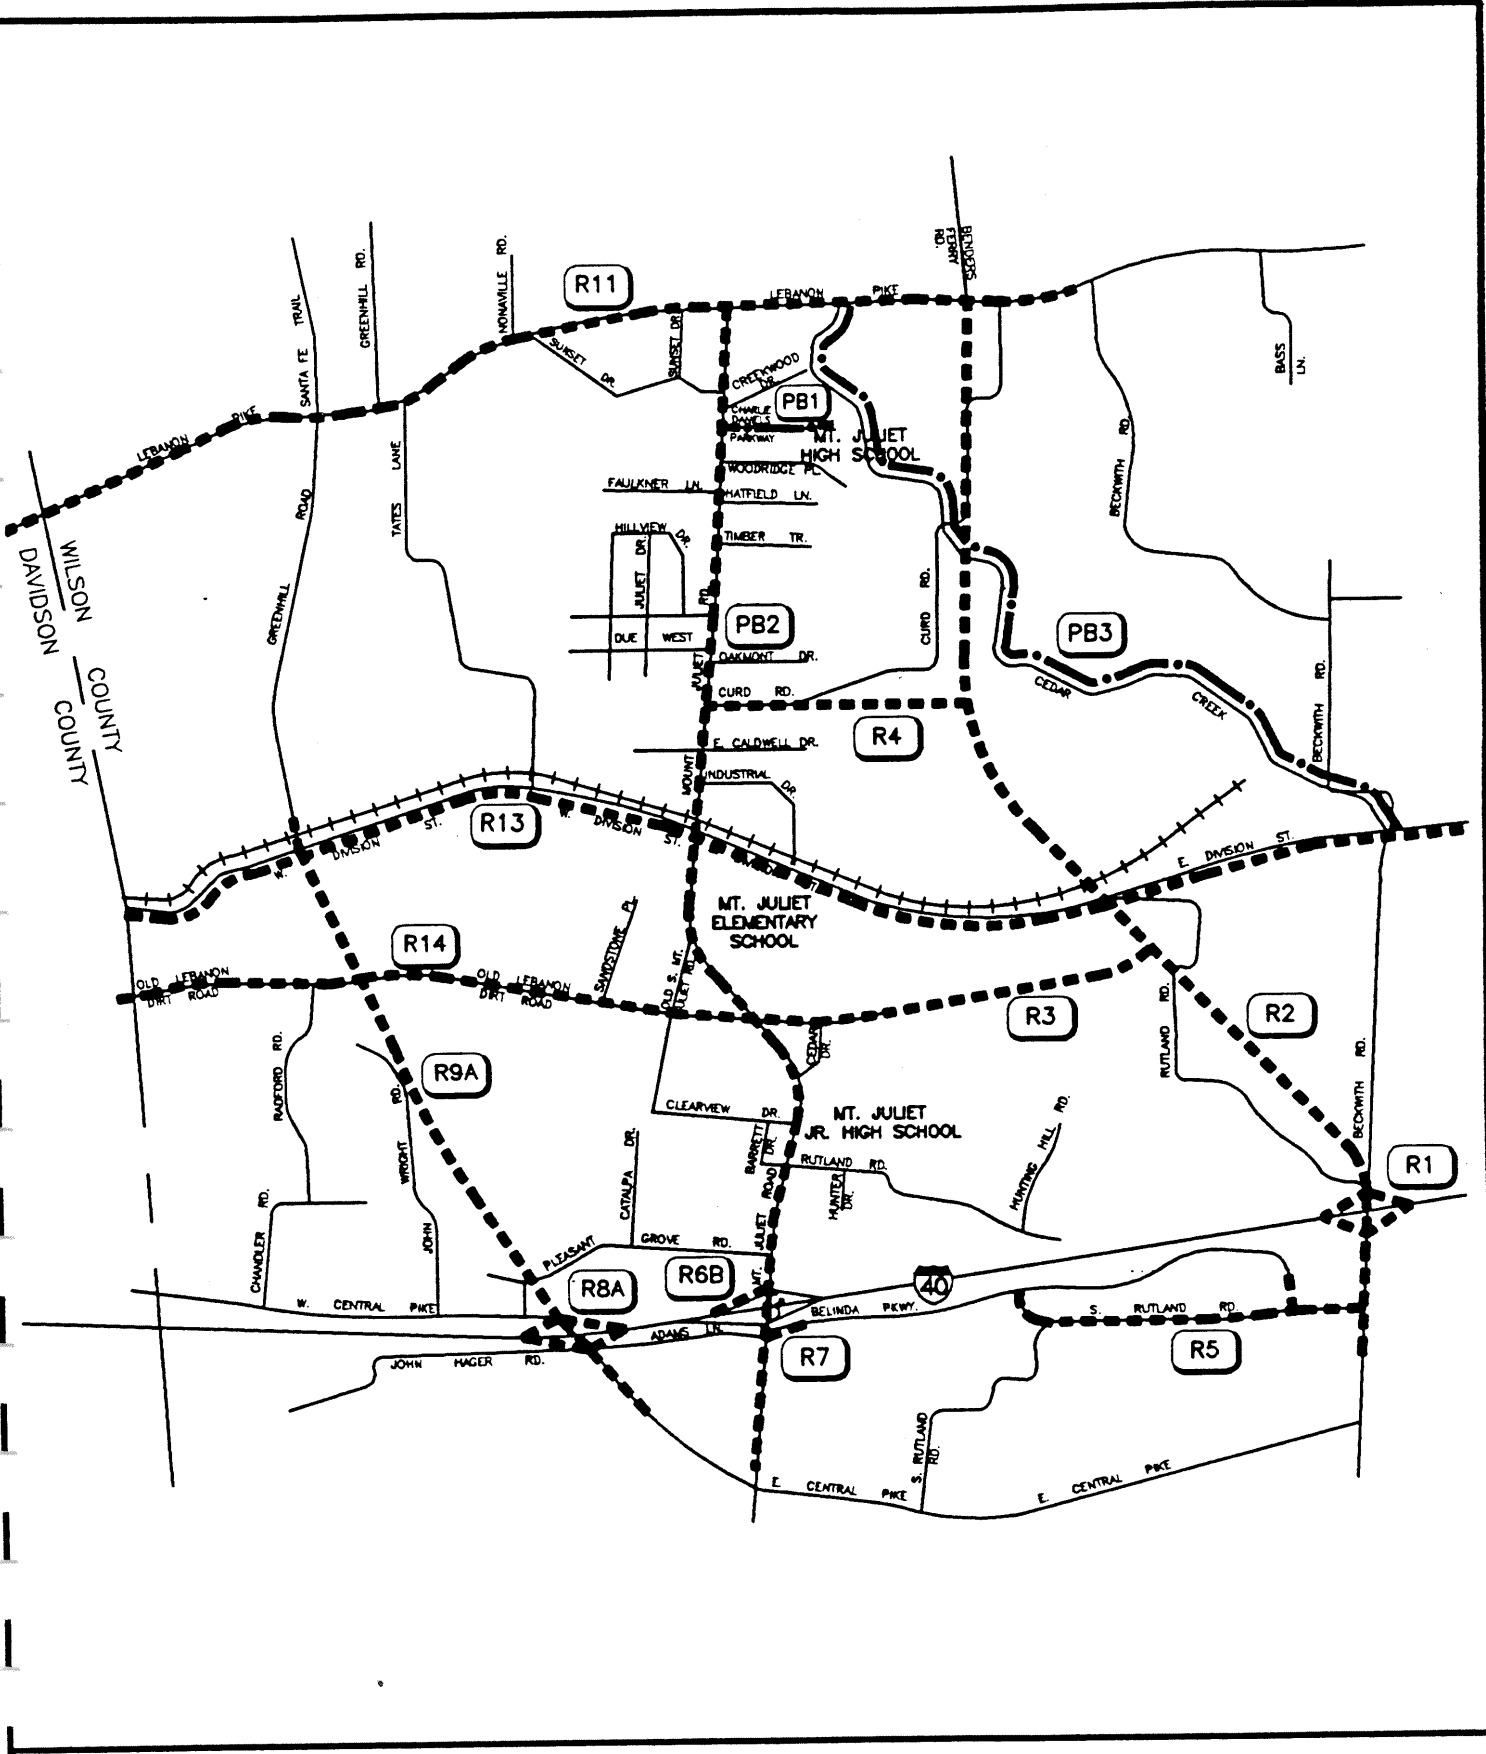 BENDERS
FERRY
RD.
NONAVILLE RD.
GREENHILL RD.
SANTA FE TRAIL
R11
LEBANON PIKE
SUNSET DR.
SUNSET DR.
CREEKWOOD
DR.
BASS
LN.
PB1
CHARLIE
DANIELS
PARKWAY
MT. JULIET
HIGH SCHOOL
LEBANON PIKE
TATES LANE
BECKWITH RD.
WOODRIDGE PL.
FAULKNER LN.
HATFIELD LN.
HILLVIEW DR.
TIMBER TR.
JULIET DR.
GREENHILL ROAD
WILSON COUNTY
DAVIDSON COUNTY
CURD RD.
PB2
PB3
DUE WEST
OAKMONT DR.
MOUNT JULIET RD.
CURD RD.
CEDAR CREEK
BECKWITH RD.
R4
E. CALDWELL DR.
INDUSTRIAL DR.
R13
W. DIVISION ST.
W. DIVISION ST.
E. DIVISION ST.
MT. JULIET
ELEMENTARY
SCHOOL
SANDSTONE PL.
R14
OLD LEBANON
DIRT ROAD
OLD LEBANON
DIRT ROAD
OLD S. MT.
JULIET RD.
R3
R2
CEDAR
DR.
RUTLAND RD.
BECKWITH RD.
RADFORD RD.
R9A
CLEARVIEW DR.
MT. JULIET
JR. HIGH SCHOOL
BARRETT
DR.
RUTLAND RD.
HUNTER
DR.
HUNTING HILL RD.
R1
JOHN WRIGHT RD.
CATALPA DR.
CHANDLER RD.
PLEASANT GROVE RD.
MT. JULIET ROAD
R6B
R8A
40
W. CENTRAL PIKE
BELINDA PKWY.
S. RUTLAND RD.
ADAMS LN.
R7
R5
JOHN HAGER RD.
S. RUTLAND
RD.
E. CENTRAL PIKE
E. CENTRAL PIKE